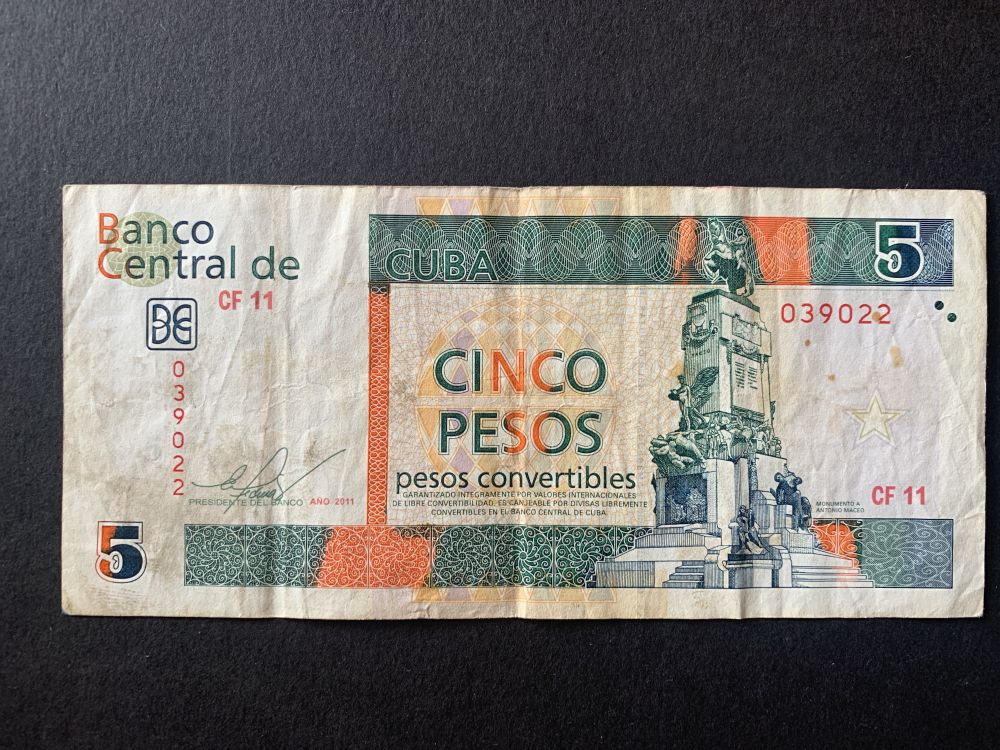 Banco
Central de
CF 11
039022
PRESIDENTE DEL BANCO AÑO 2011
5
CUBA
5
039022
CINCO
PESOS
pesos convertibles
GARANTIZADO INTEGRAMENTE POR VALORES INTERNACIONALES
DE LIBRE CONVERTIBILIDAD. ES CANJEABLE POR DIVISAS LIBREMENTE
CONVERTIBLES EN EL BANCO CENTRAL DE CUBA
MONUMENTO A
ANTONIO MACEO
CF 11